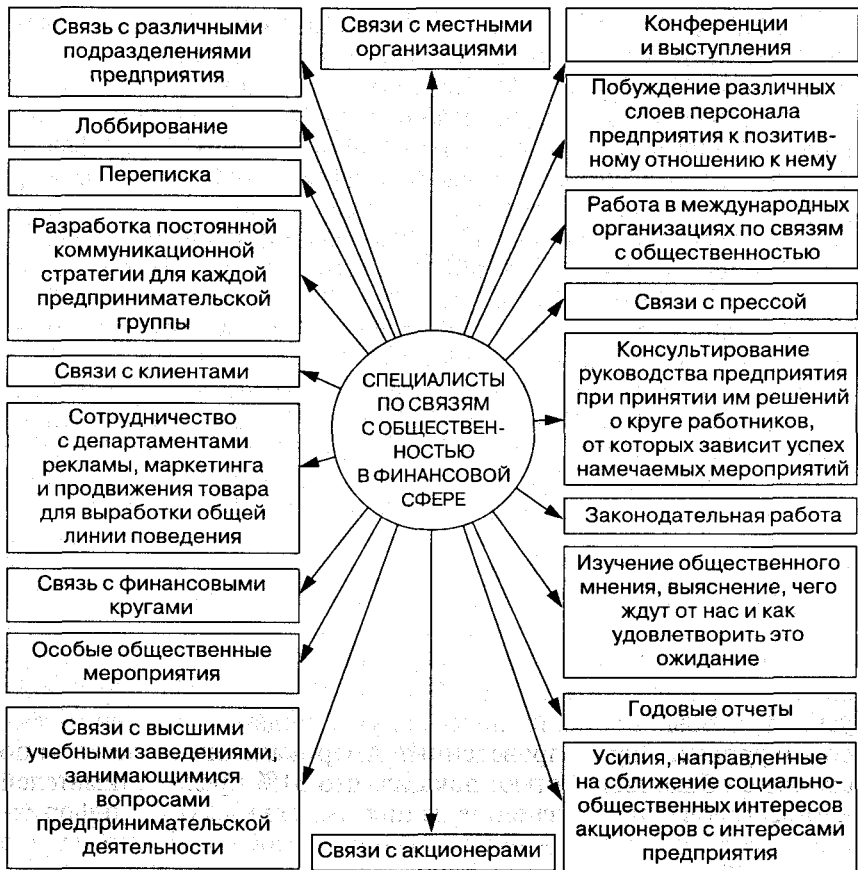 Связь с различными
подразделениями
предприятия
Лоббирование
Переписка
Разработка постоянной
коммуникационной
стратегии для каждой
предпринимательской
группы
Связи с клиентами
Сотрудничество
с департаментами
рекламы, маркетинга
и продвижения товара
для выработки общей
линии поведения
Связь с финансовыми
кругами
Особые общественные
мероприятия
Связи с высшими
учебными заведениями,
занимающимися
вопросами
предпринимательской
деятельности
Связи с местными
организациями
СПЕЦИАЛИСТЫ
ПО СВЯЗЯМ
С ОБЩЕСТВЕН-
НОСТЬЮ
В ФИНАНСОВОЙ
СФЕРЕ
Связи с акционерами
Конференции
и выступления
Побуждение различных
слоев персонала
предприятия к позитив-
ному отношению к нему
Работа в международных
организациях по связям
с общественностью
Связи с прессой
Консультирование
руководства предприятия
при принятии им решений
о круге работников,
от которых зависит успех
намечаемых мероприятий
Законодательная работа
Изучение общественного
мнения, выяснение, чего
ждут от нас и как
удовлетворить это
ожидание
Годовые отчеты
Усилия, направленные
на сближение социально-
общественных интересов
акционеров с интересами
предприятия